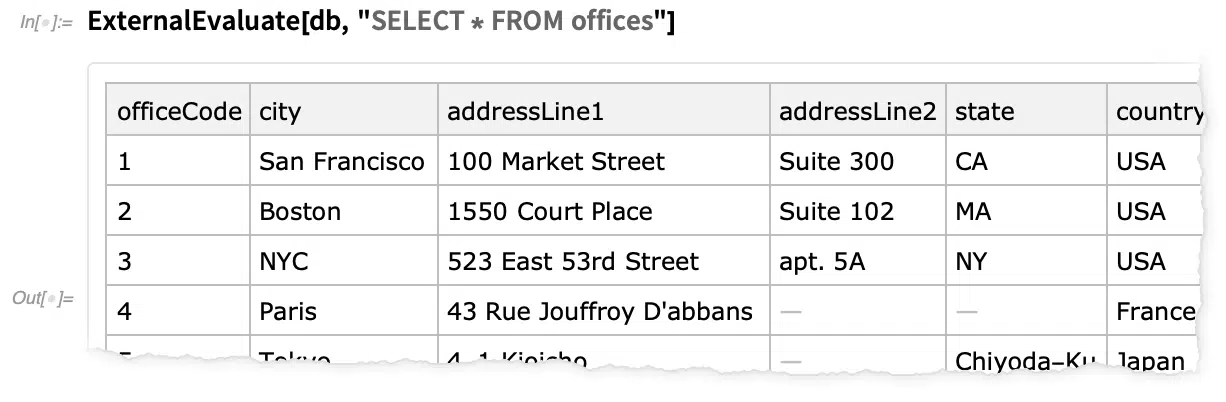 In[•]:= ExternalEvaluate[db, "SELECT * FROM offices"]
officeCode city addressLine1 addressLine2 state country
1 San Francisco 100 Market Street Suite 300 CA USA
2 Boston 1550 Court Place Suite 102 MA USA
3 NYC 523 East 53rd Street apt. 5A NY USA
Out[•]=
4 Paris 43 Rue Jouffroy D'abbans — — France
5 Tokyo 4-1 Kioicho — Chiyoda-Ku Japan